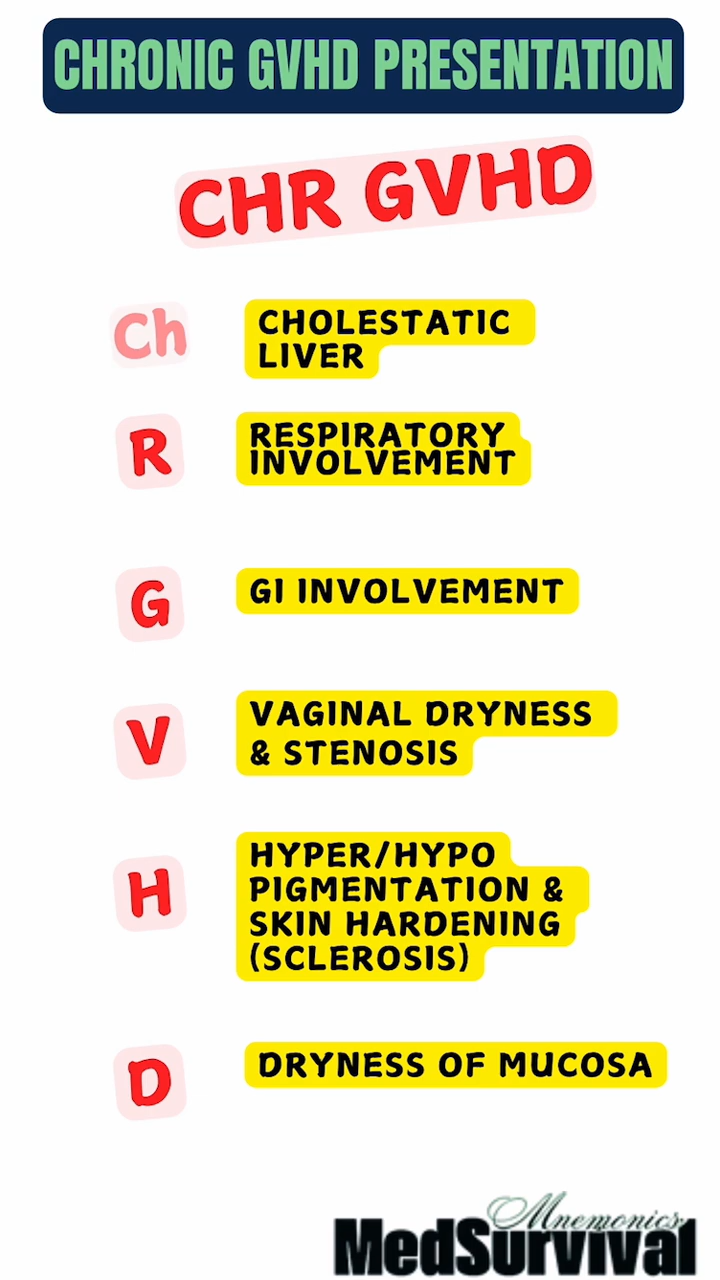 CHRONIC GVHD PRESENTATION
CHR GVHD
Ch
CHOLESTATIC
LIVER
R
RESPIRATORY
INVOLVEMENT
G
GI INVOLVEMENT
V
VAGINAL DRYNESS
& STENOSIS
H
HYPER/HYPO
PIGMENTATION &
SKIN HARDENING
(SCLEROSIS)
D
DRYNESS OF MUCOSA
Mnemonics
MedSurvival